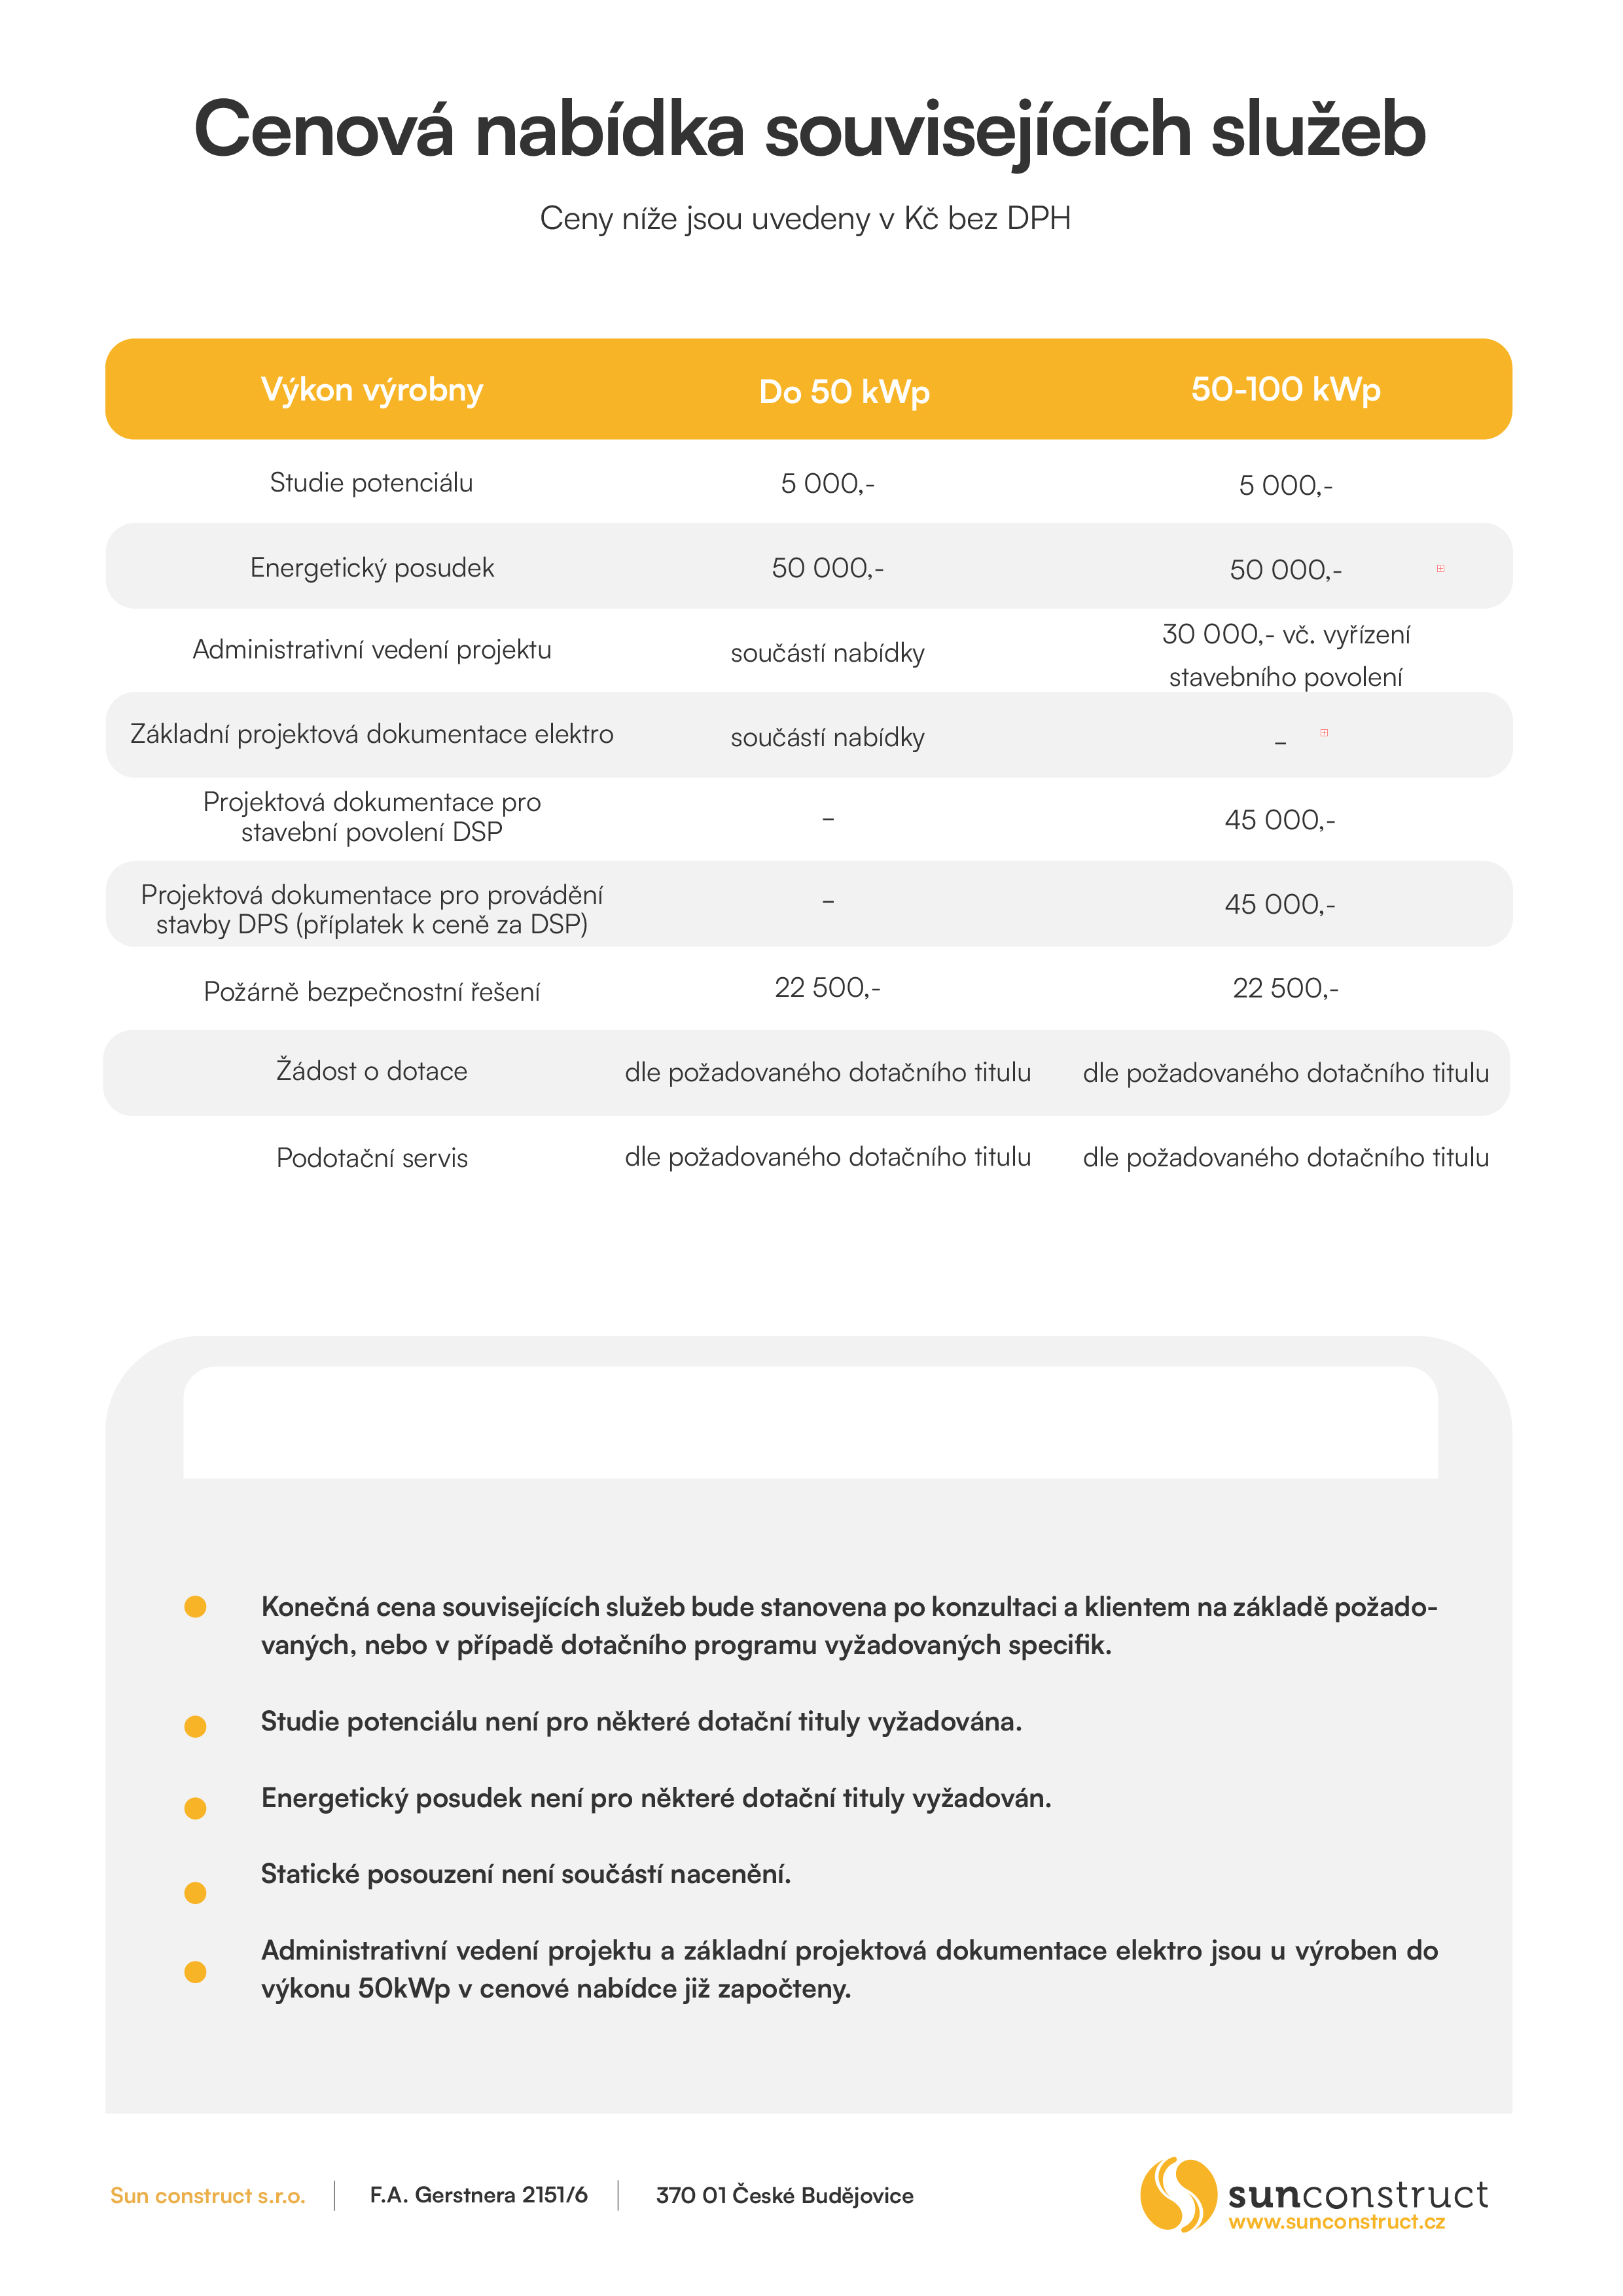 Cenová nabídka souvisejících služeb
Ceny níže jsou uvedeny v Kč bez DPH
Výkon výrobny Do 50 kWp 50-100 kWp
Studie potenciálu 5 000,- 5 000,-
Energetický posudek 50 000,- 50 000,-
Administrativní vedení projektu součástí nabídky 30 000,- vč. vyřízení
stavebního povolení
Základní projektová dokumentace elektro součástí nabídky –
Projektová dokumentace pro
stavební povolení DSP – 45 000,-
Projektová dokumentace pro provádění
stavby DPS (příplatek k ceně za DSP) – 45 000,-
Požárně bezpečnostní řešení 22 500,- 22 500,-
Žádost o dotace dle požadovaného dotačního titulu dle požadovaného dotačního titulu
Podotační servis dle požadovaného dotačního titulu dle požadovaného dotačního titulu
Konečná cena souvisejících služeb bude stanovena po konzultaci a klientem na základě požado-
vaných, nebo v případě dotačního programu vyžadovaných specifik.
Studie potenciálu není pro některé dotační tituly vyžadována.
Energetický posudek není pro některé dotační tituly vyžadován.
Statické posouzení není součástí nacenění.
Administrativní vedení projektu a základní projektová dokumentace elektro jsou u výroben do
výkonu 50kWp v cenové nabídce již započteny.
Sun construct s.r.o. F.A. Gerstnera 2151/6 370 01 České Budějovice
sunconstruct
www.sunconstruct.cz